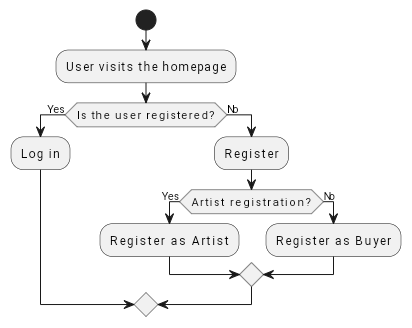 User visits the homepage
Is the user registered?
Yes
No
Log in
Register
Artist registration?
Yes
No
Register as Artist
Register as Buyer